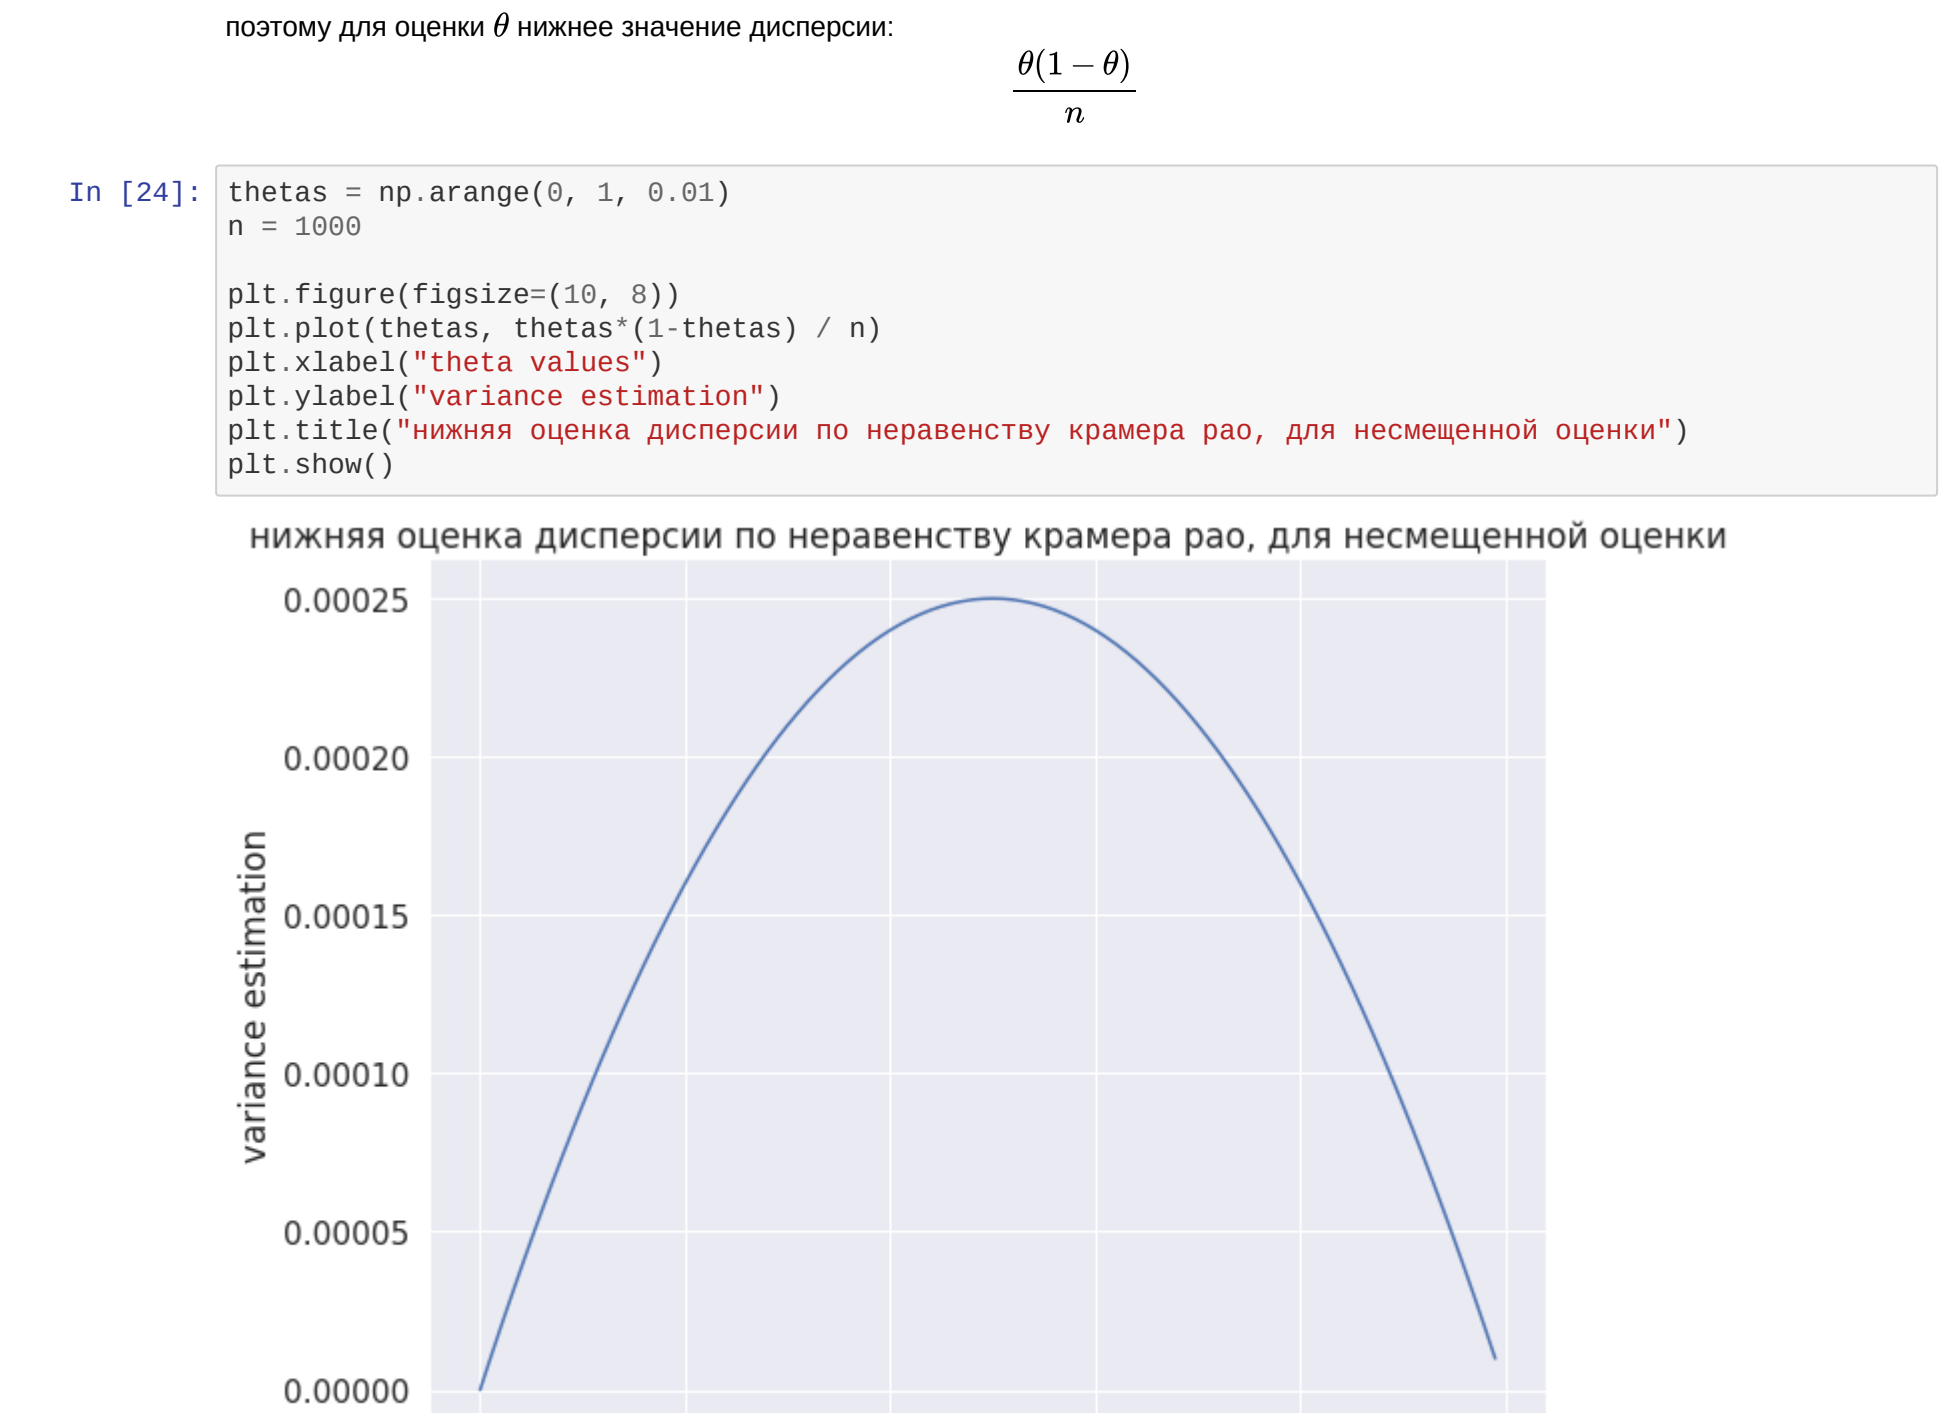 поэтому для оценки θ нижнее значение дисперсии:
θ(1 − θ)
n
In [24]:
thetas = np.arange(0, 1, 0.01)
n = 1000
plt.figure(figsize=(10, 8))
plt.plot(thetas, thetas*(1-thetas) / n)
plt.xlabel("theta values")
plt.ylabel("variance estimation")
plt.title("нижняя оценка дисперсии по неравенству крамера рао, для несмещенной оценки")
plt.show()
нижняя оценка дисперсии по неравенству крамера рао, для несмещенной оценки
0.00025
0.00020
0.00015
0.00010
0.00005
0.00000
variance estimation